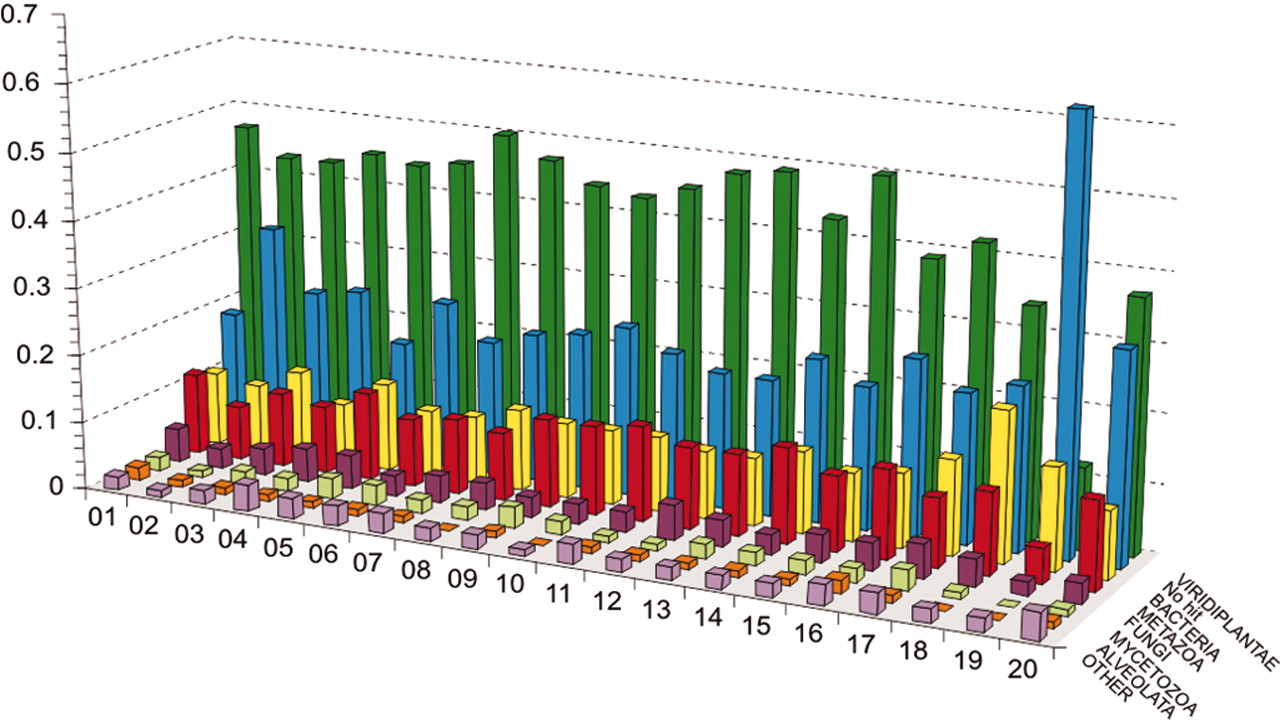 0.7
0.6
0.5
0.4
0.3
0.2
0.1
0
01 02 03 04 05 06 07 08 09 10 11 12 13 14 15 16 17 18 19 20
VIRIDIPLANTAE
No hit
BACTERIA
METAZOA
FUNGI
MYCETOZOA
ALVEOLATA
OTHER